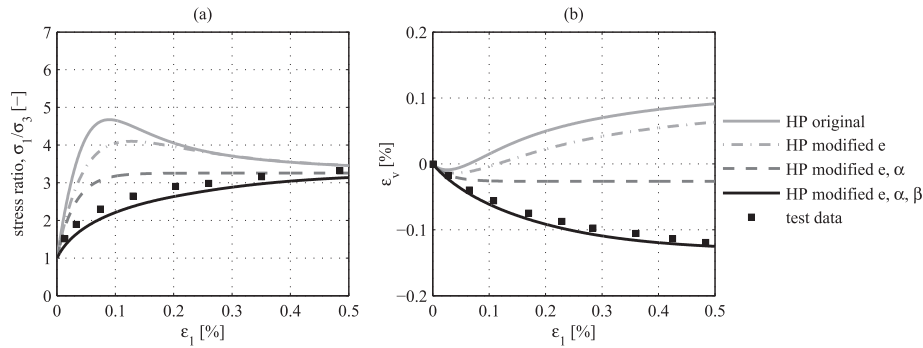 (a)
7
6
5
4
3
2
1
0
0 0.1 0.2 0.3 0.4 0.5
stress ratio, σ1/σ3 [−]
ε1 [%]
(b)
0.2
0.1
0
−0.1
−0.2
0 0.1 0.2 0.3 0.4 0.5
εv [%]
ε1 [%]
HP original
HP modified e
HP modified e, α
HP modified e, α, β
test data